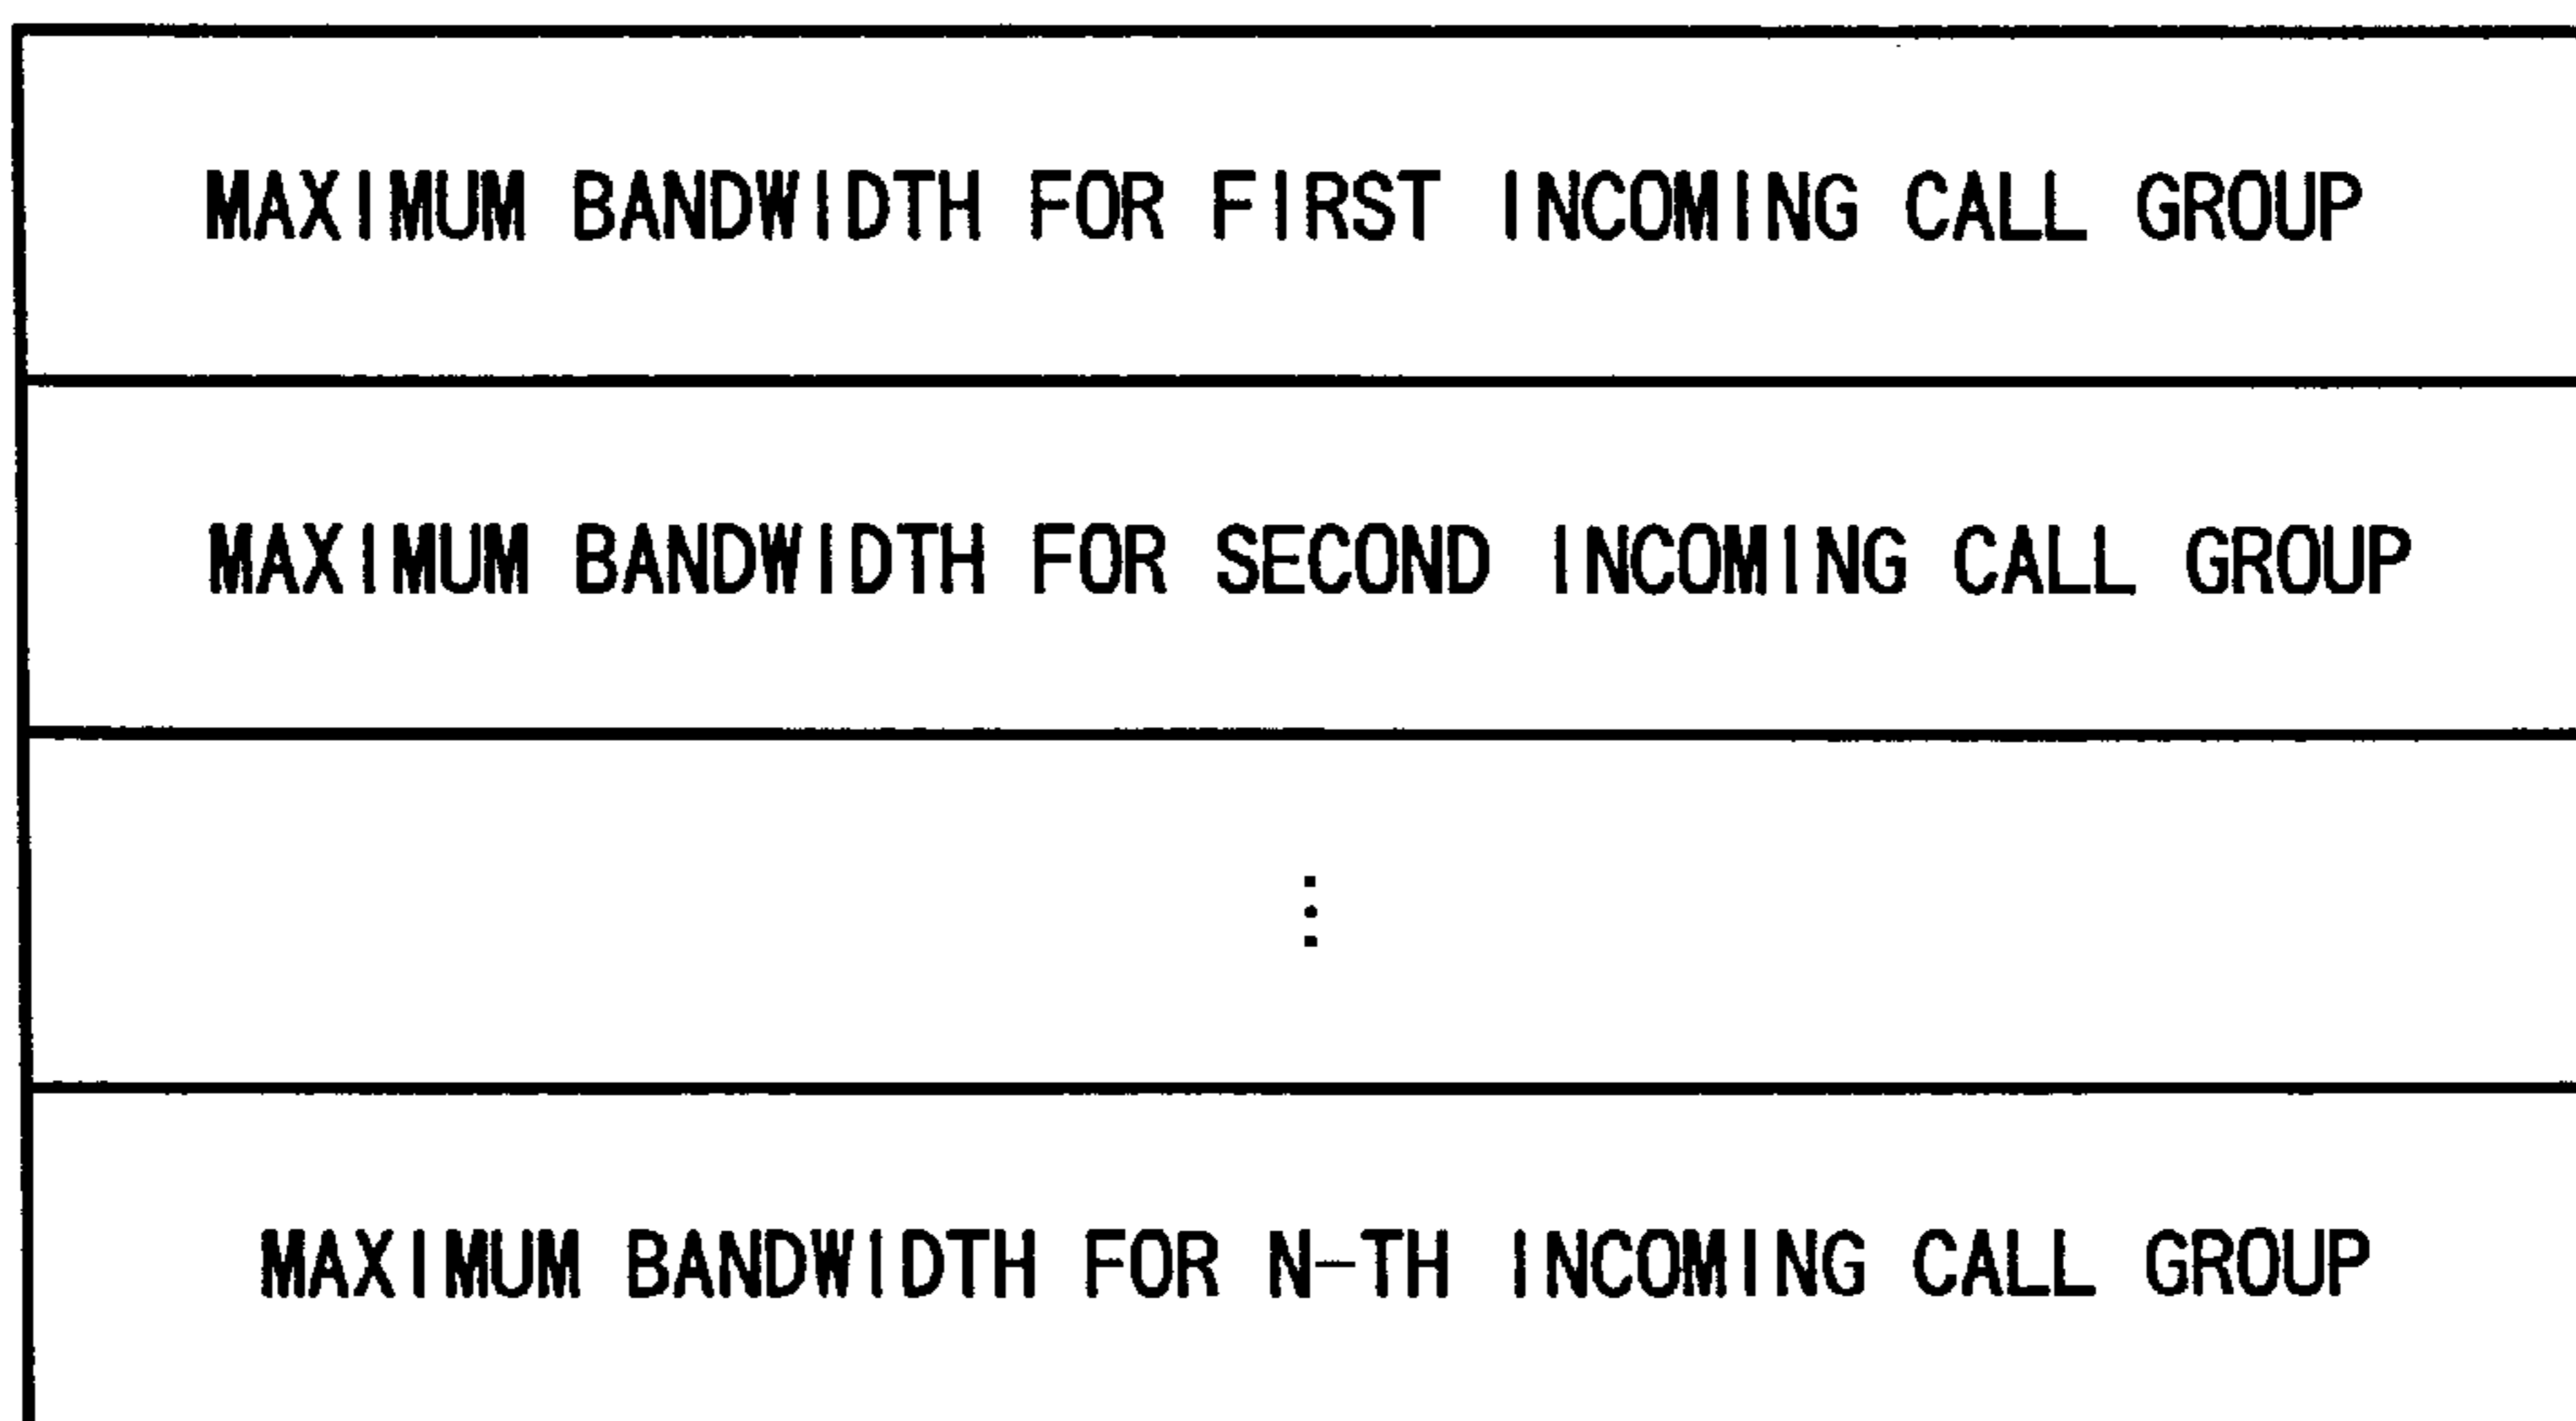 MAXIMUM BANDWIDTH FOR FIRST INCOMING CALL GROUP
MAXIMUM BANDWIDTH FOR SECOND INCOMING CALL GROUP
⋮
MAXIMUM BANDWIDTH FOR N-TH INCOMING CALL GROUP